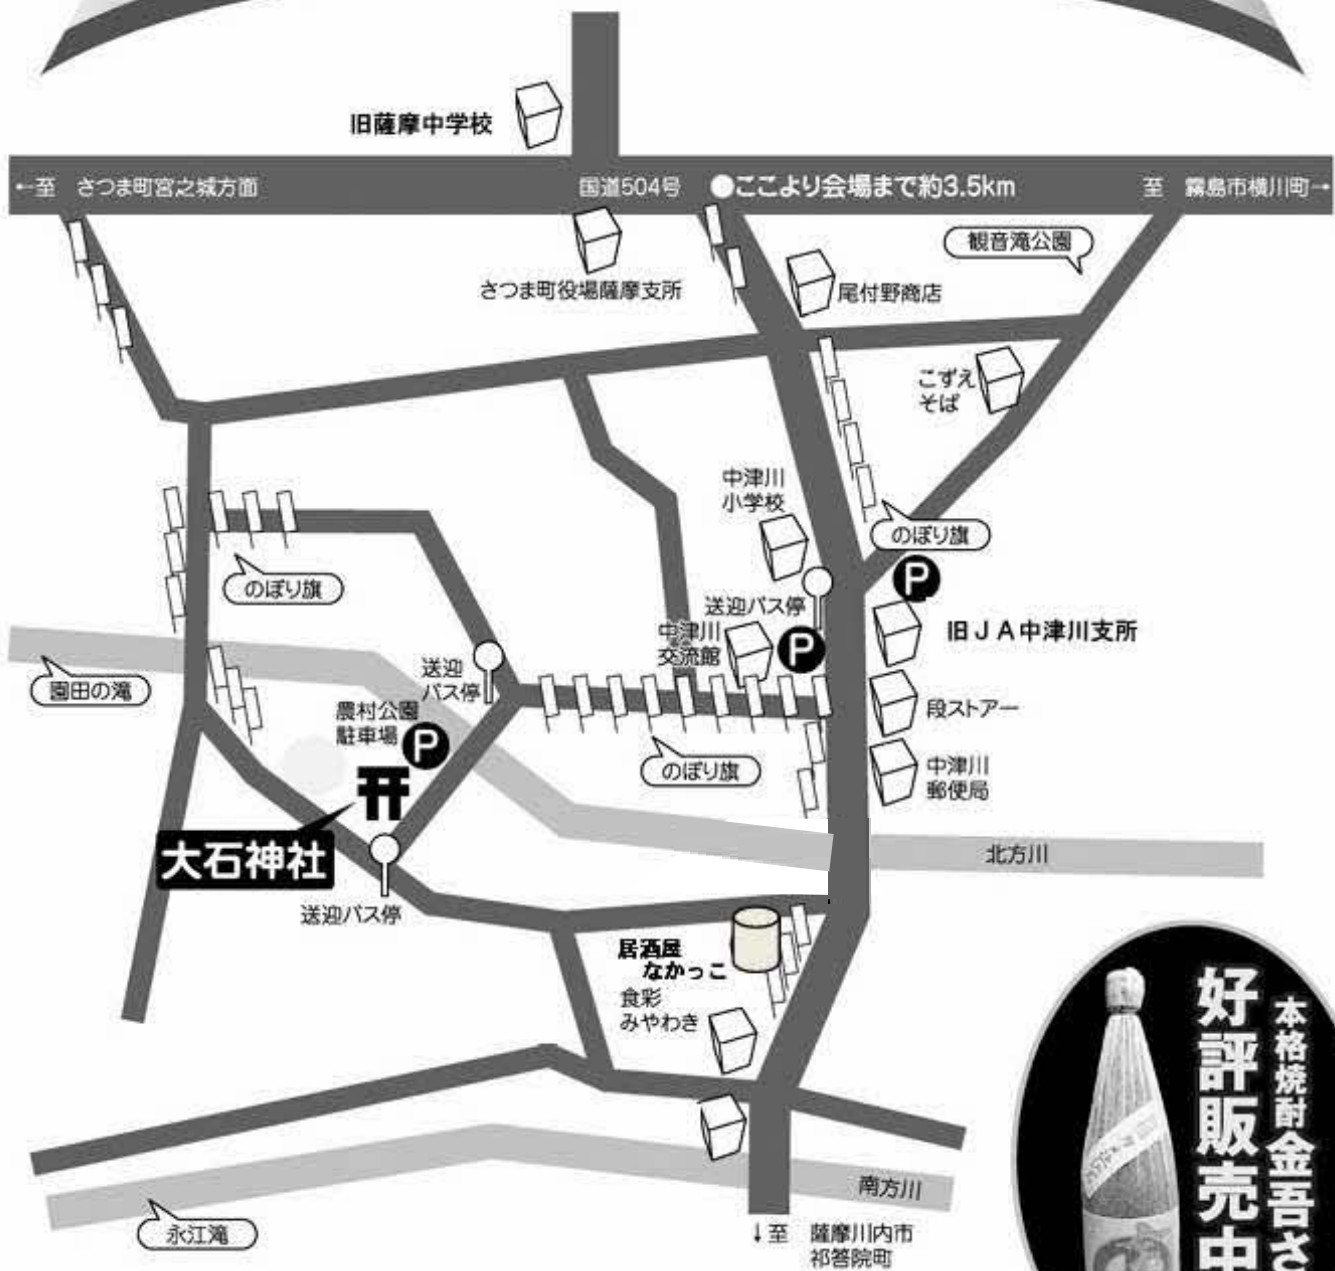 旧薩摩中学校
←至 さつま町宮之城方面
国道504号
●ここより会場まで約3.5km
至 霧島市横川町→
観音滝公園
さつま町役場薩摩支所
尾付野商店
こずえ
そば
中津川
小学校
のぼり旗
P
のぼり旗
送迎バス停
中津川
交流館
P
旧ＪＡ中津川支所
園田の滝
送迎
バス停
農村公園
駐車場
P
段ストアー
のぼり旗
中津川
郵便局
大石神社
北方川
送迎バス停
居酒屋
なかっこ
食彩
みやわき
南方川
永江滝
↓至 薩摩川内市
祁答院町
本格焼酎金吾さ
好評販売中